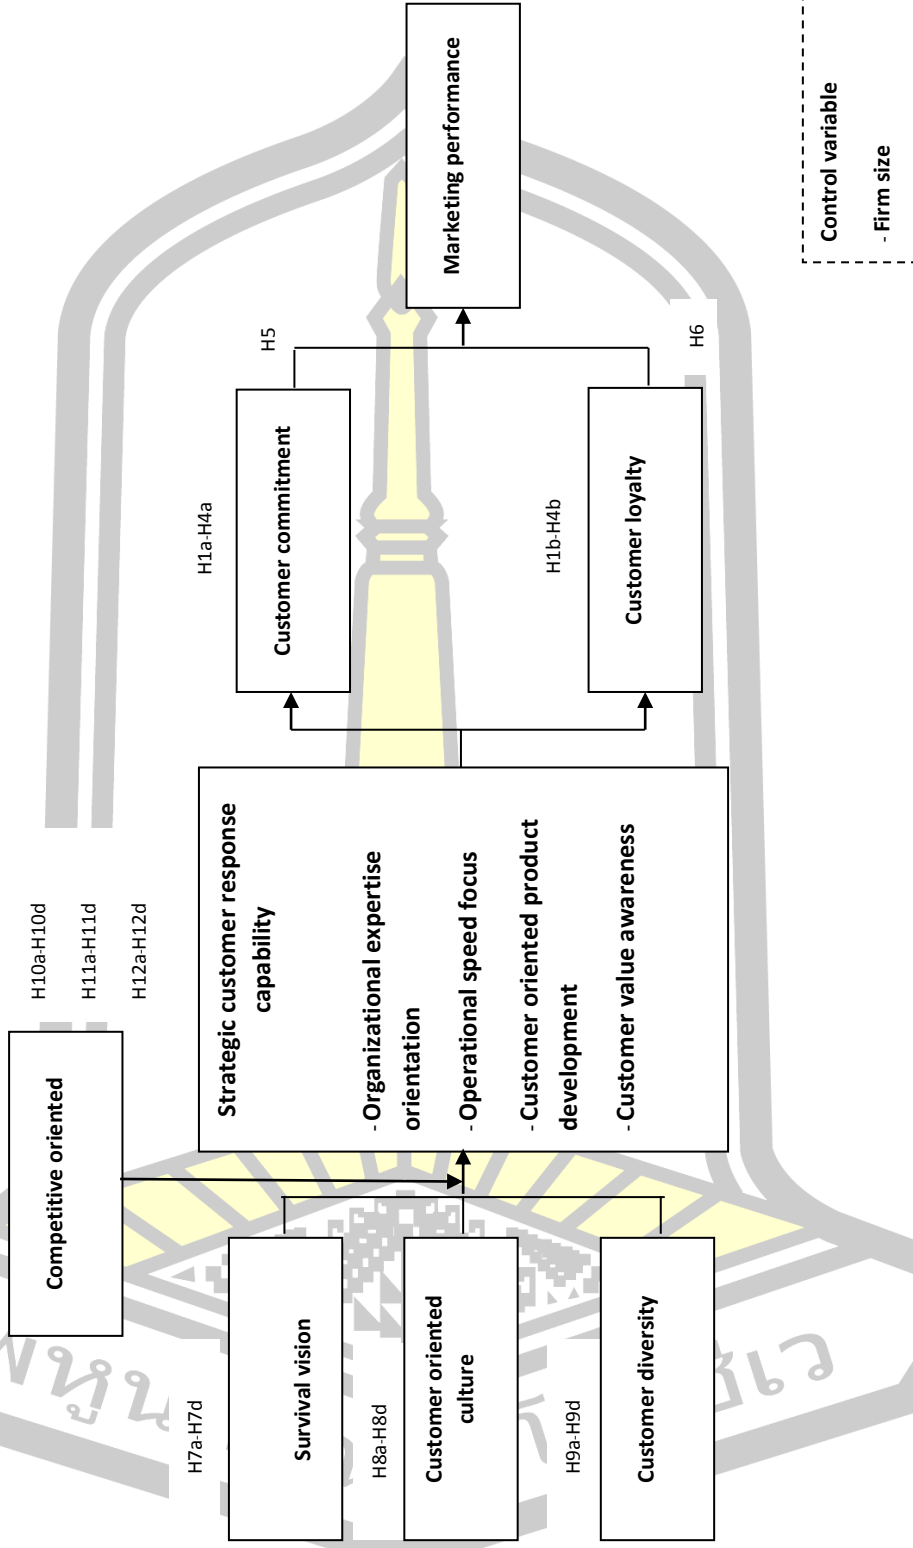 Competitive oriented
H10a-H10d
H11a-H11d
H12a-H12d
H7a-H7d
Survival vision
H8a-H8d
Customer oriented
culture
H9a-H9d
Customer diversity
Strategic customer response
capability
- Organizational expertise
orientation
- Operational speed focus
- Customer oriented product
development
- Customer value awareness
H1a-H4a
Customer commitment
H1b-H4b
Customer loyalty
H5
H6
Marketing performance
Control variable
- Firm size